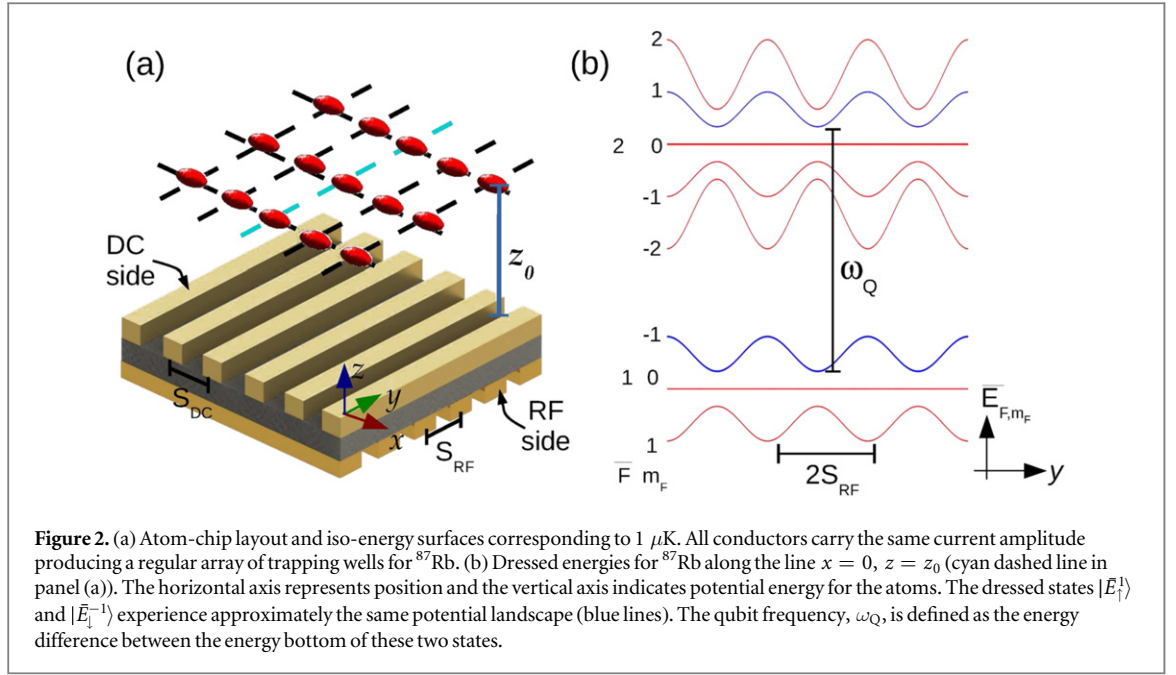 (a)
DC
side
z₀
S_DC
z
y
x
S_RF
RF
side
(b)
2
1
2 0
-1
-2
ω_Q
-1
1 0
1
F̅ m_F
2S_RF
E̅_F,m_F
y
Figure 2. (a) Atom-chip layout and iso-energy surfaces corresponding to 1 μK. All conductors carry the same current amplitude
producing a regular array of trapping wells for ⁸⁷Rb. (b) Dressed energies for ⁸⁷Rb along the line x = 0, z = z₀ (cyan dashed line in
panel (a)). The horizontal axis represents position and the vertical axis indicates potential energy for the atoms. The dressed states |Ē¹↑⟩
and |Ē⁻¹↓⟩ experience approximately the same potential landscape (blue lines). The qubit frequency, ω_Q, is defined as the energy
difference between the energy bottom of these two states.